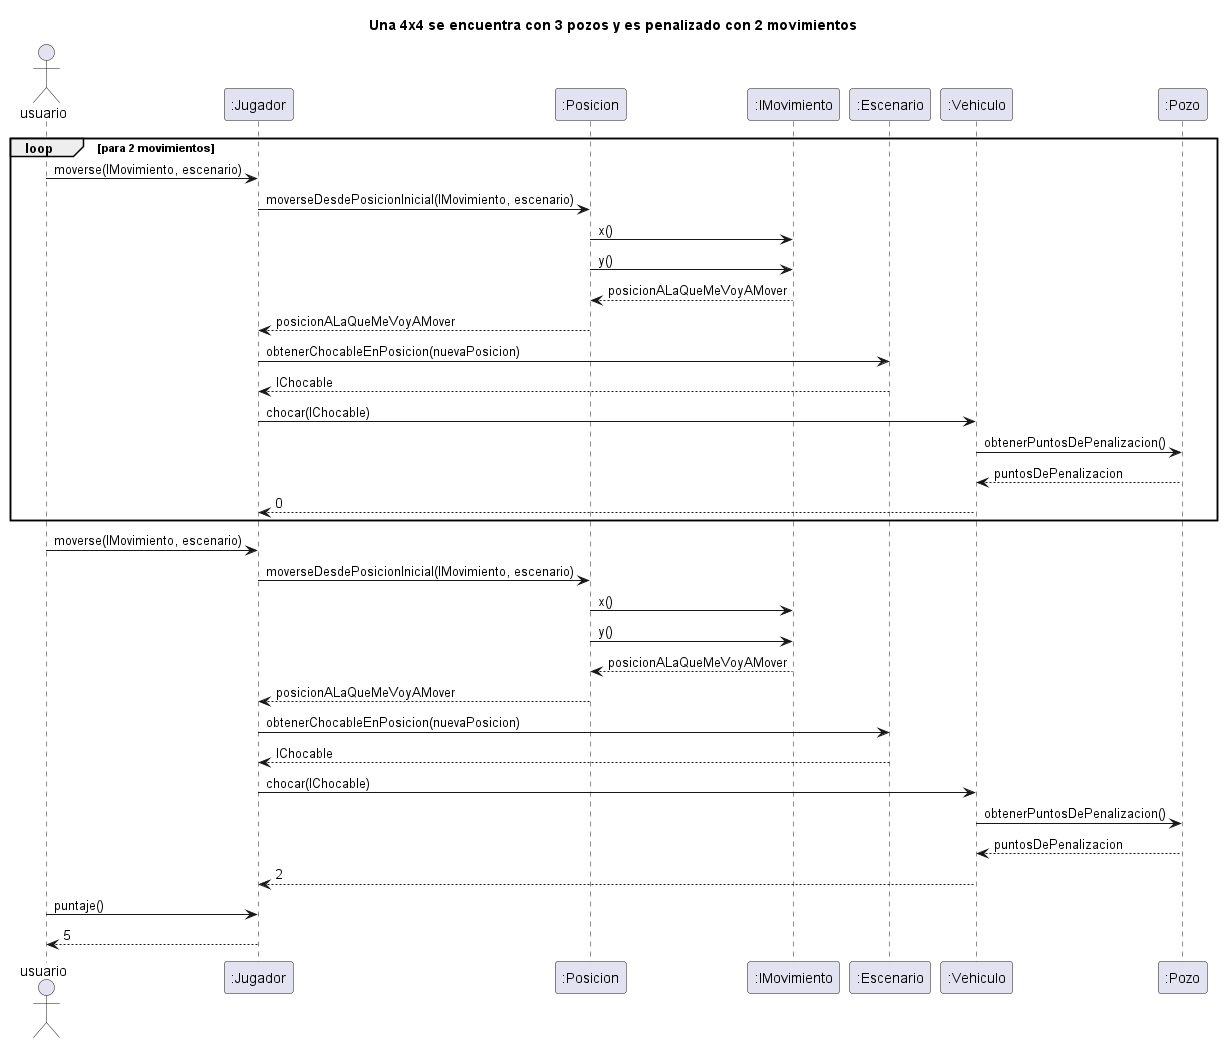 Una 4x4 se encuentra con 3 pozos y es penalizado con 2 movimientos
usuario
:Jugador
:Posicion
:IMovimiento
:Escenario
:Vehiculo
:Pozo
loop [para 2 movimientos]
moverse(IMovimiento, escenario)
moverseDesdePosicionInicial(IMovimiento, escenario)
x()
y()
posicionALaQueMeVoyAMover
posicionALaQueMeVoyAMover
obtenerChocableEnPosicion(nuevaPosicion)
IChocable
chocar(IChocable)
obtenerPuntosDePenalizacion()
puntosDePenalizacion
0
moverse(IMovimiento, escenario)
moverseDesdePosicionInicial(IMovimiento, escenario)
x()
y()
posicionALaQueMeVoyAMover
posicionALaQueMeVoyAMover
obtenerChocableEnPosicion(nuevaPosicion)
IChocable
chocar(IChocable)
obtenerPuntosDePenalizacion()
puntosDePenalizacion
2
puntaje()
5
usuario
:Jugador
:Posicion
:IMovimiento
:Escenario
:Vehiculo
:Pozo